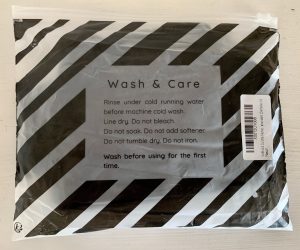 Wash & Care
Rinse under cold running water
before machine cold wash.
Line dry. Do not bleach.
Do not soak. Do not add softener.
Do not tumble dry. Do not iron.
Wash before using for the first
time.